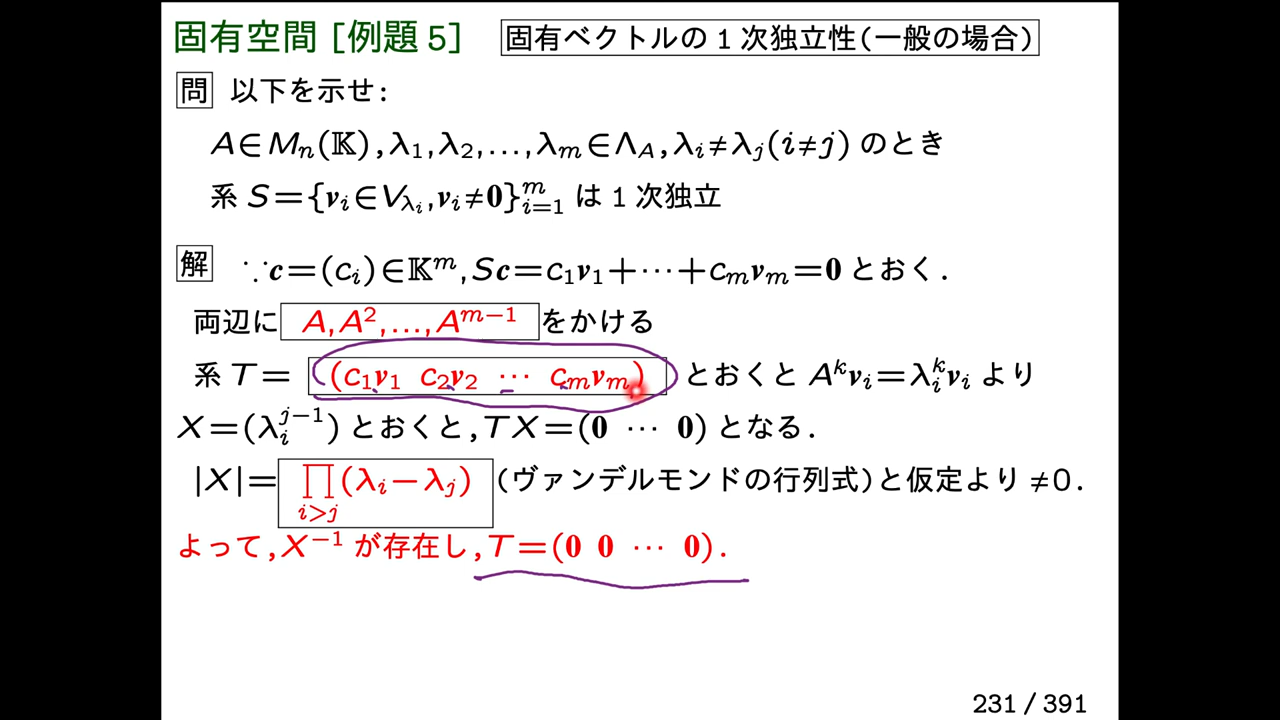 固有空間 [例題 5] 固有ベクトルの 1 次独立性(一般の場合)
問 以下を示せ:
A∈Mₙ(𝕂),λ₁,λ₂,...,λₘ∈Λ_A,λᵢ≠λⱼ(i≠j) のとき
系 S={𝒗ᵢ∈V_{λᵢ},𝒗ᵢ≠𝟎}_{i=1}^{m} は 1 次独立
解 ∵𝒄=(cᵢ)∈𝕂ᵐ,S𝒄=c₁𝒗₁+⋯+cₘ𝒗ₘ=𝟎 とおく.
両辺に A,A²,...,A^{m−1} をかける
系 T= (c₁𝒗₁ c₂𝒗₂ ⋯ cₘ𝒗ₘ) とおくと Aᵏ𝒗ᵢ=λᵢᵏ𝒗ᵢ より
X=(λᵢ^{j−1}) とおくと,TX=(𝟎 ⋯ 𝟎) となる.
|X|= ∏_{i>j}(λᵢ−λⱼ) (ヴァンデルモンドの行列式)と仮定より ≠0.
よって,X⁻¹ が存在し,T=(𝟎 𝟎 ⋯ 𝟎).
231 / 391